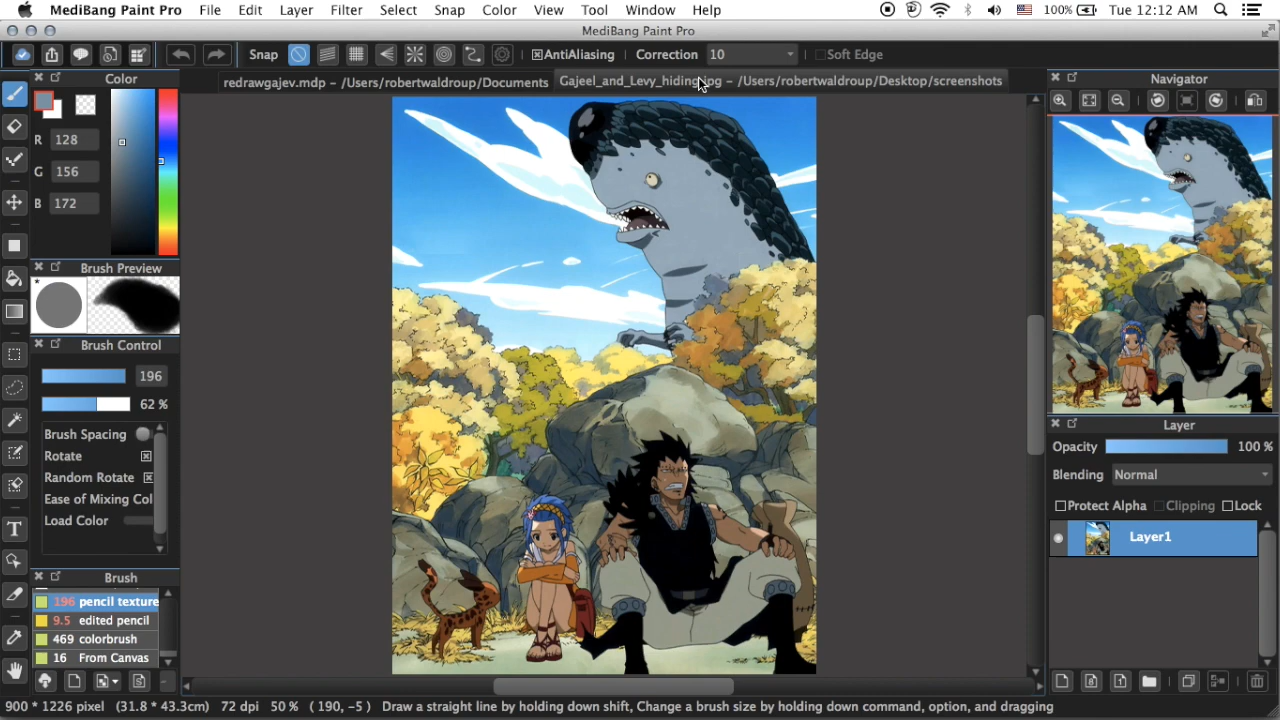 MediBang Paint Pro File Edit Layer Filter Select Snap Color View Tool Window Help 100% Tue 12:12 AM
MediBang Paint Pro
Snap AntiAliasing Correction 10 Soft Edge
Color
redrawgajev.mdp – /Users/robertwaldroup/Documents
Gajeel_and_Levy_hiding.jpg – /Users/robertwaldroup/Desktop/screenshots
Navigator
R 128
G 156
B 172
Brush Preview
Brush Control
196
62 %
Brush Spacing
Rotate
Random Rotate
Ease of Mixing Col
Load Color
Brush
196 pencil texture
9.5 edited pencil
469 colorbrush
16 From Canvas
Layer
Opacity 100 %
Blending Normal
Protect Alpha Clipping Lock
Layer1
900 * 1226 pixel (31.8 * 43.3cm) 72 dpi 50 % ( 190, -5 ) Draw a straight line by holding down shift, Change a brush size by holding down command, option, and dragging